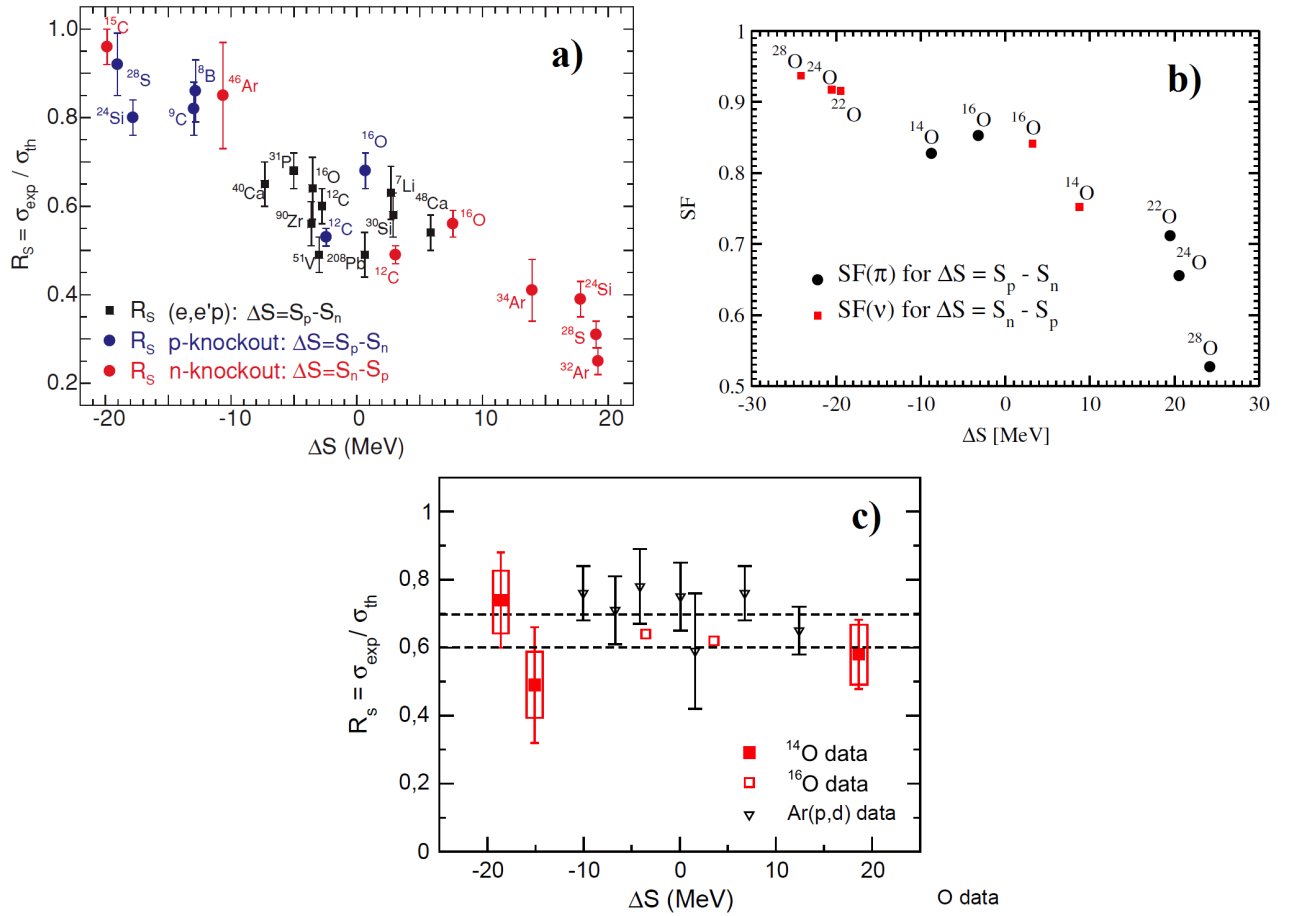 a)
1.0
0.8
0.6
0.4
0.2
R_S = σ_exp / σ_th
¹⁵C
²⁸S
²⁴Si
⁸B
⁹C
⁴⁶Ar
³¹P
¹⁶O
⁴⁰Ca
¹⁶O
¹²C
⁷Li
⁹⁰Zr
¹²C
³⁰Si
⁴⁸Ca
¹⁶O
⁵¹V
²⁰⁸Pb
¹²C
³⁴Ar
²⁴Si
²⁸S
³²Ar
R_S (e,e'p): ΔS=S_p-S_n
R_S p-knockout: ΔS=S_p-S_n
R_S n-knockout: ΔS=S_n-S_p
-20 -10 0 10 20
ΔS (MeV)
b)
1
0.9
0.8
0.7
0.6
0.5
SF
²⁸O
²⁴O
²²O
¹⁴O
¹⁶O
¹⁶O
¹⁴O
²²O
²⁴O
²⁸O
SF(π) for ΔS = S_p - S_n
SF(ν) for ΔS = S_n - S_p
-30 -20 -10 0 10 20 30
ΔS [MeV]
c)
1
0,8
0,6
0,4
0,2
0
R_s = σ_exp/ σ_th
¹⁴O data
¹⁶O data
Ar(p,d) data
-20 -10 0 10 20
ΔS (MeV)
O data